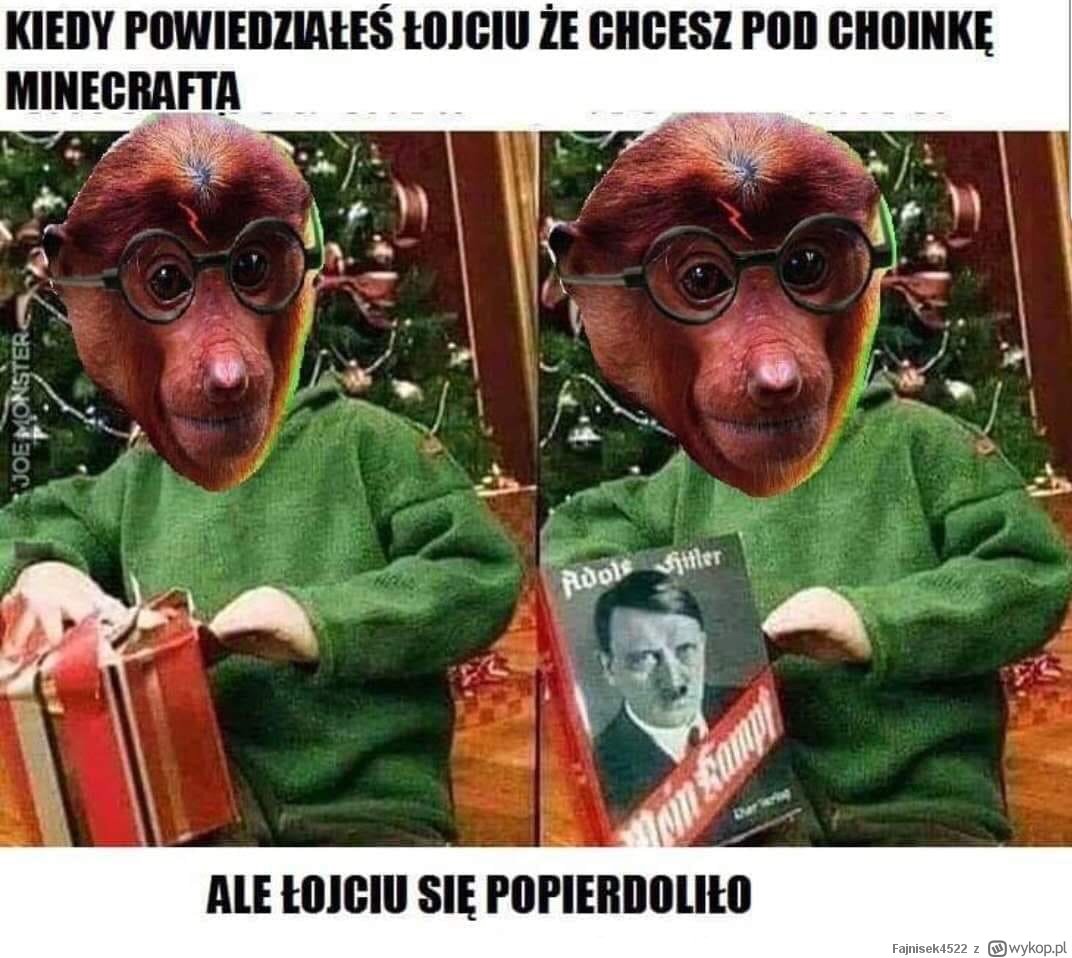 KIEDY POWIEDZIAŁEŚ ŁOJCIU ŻE CHCESZ POD CHOINKĘ
MINECRAFTA
JOE MONSTER
Adolf Hitler
Mein Kampf
ALE ŁOJCIU SIĘ POPIERDOLIŁO
Fajnisek4522 z wykop.pl